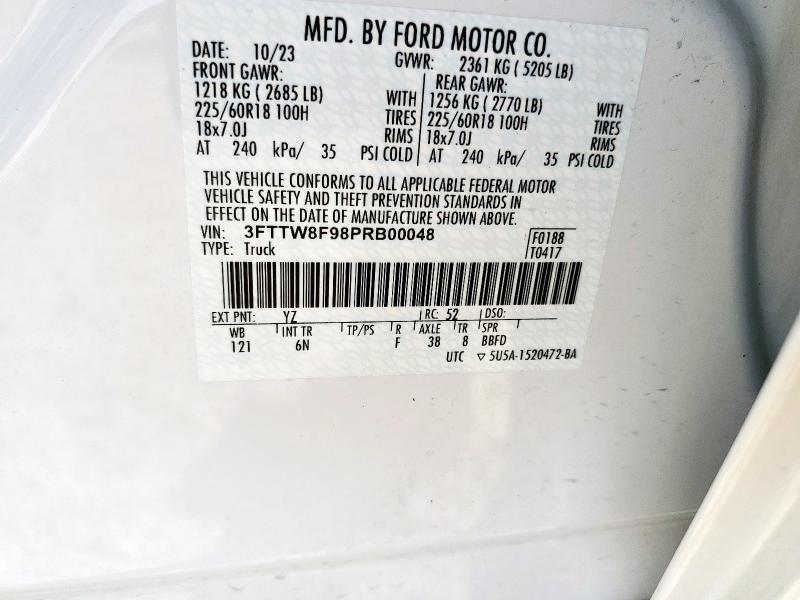 MFD. BY FORD MOTOR CO.
DATE: 10/23 GVWR: 2361 KG ( 5205 LB)
FRONT GAWR: REAR GAWR:
1218 KG ( 2685 LB) WITH 1256 KG ( 2770 LB) WITH
225/60R18 100H TIRES 225/60R18 100H TIRES
18x7.0J RIMS 18x7.0J RIMS
AT 240 kPa/ 35 PSI COLD AT 240 kPa/ 35 PSI COLD
THIS VEHICLE CONFORMS TO ALL APPLICABLE FEDERAL MOTOR
VEHICLE SAFETY AND THEFT PREVENTION STANDARDS IN
EFFECT ON THE DATE OF MANUFACTURE SHOWN ABOVE.
VIN: 3FTTW8F98PRB00048 F0188
TYPE: Truck T0417
EXT PNT: YZ RC: 52 DSO:
WB INT TR TP/PS R AXLE TR SPR
121 6N F 38 8 BBFD
UTC ▽ 5U5A-1520472-BA